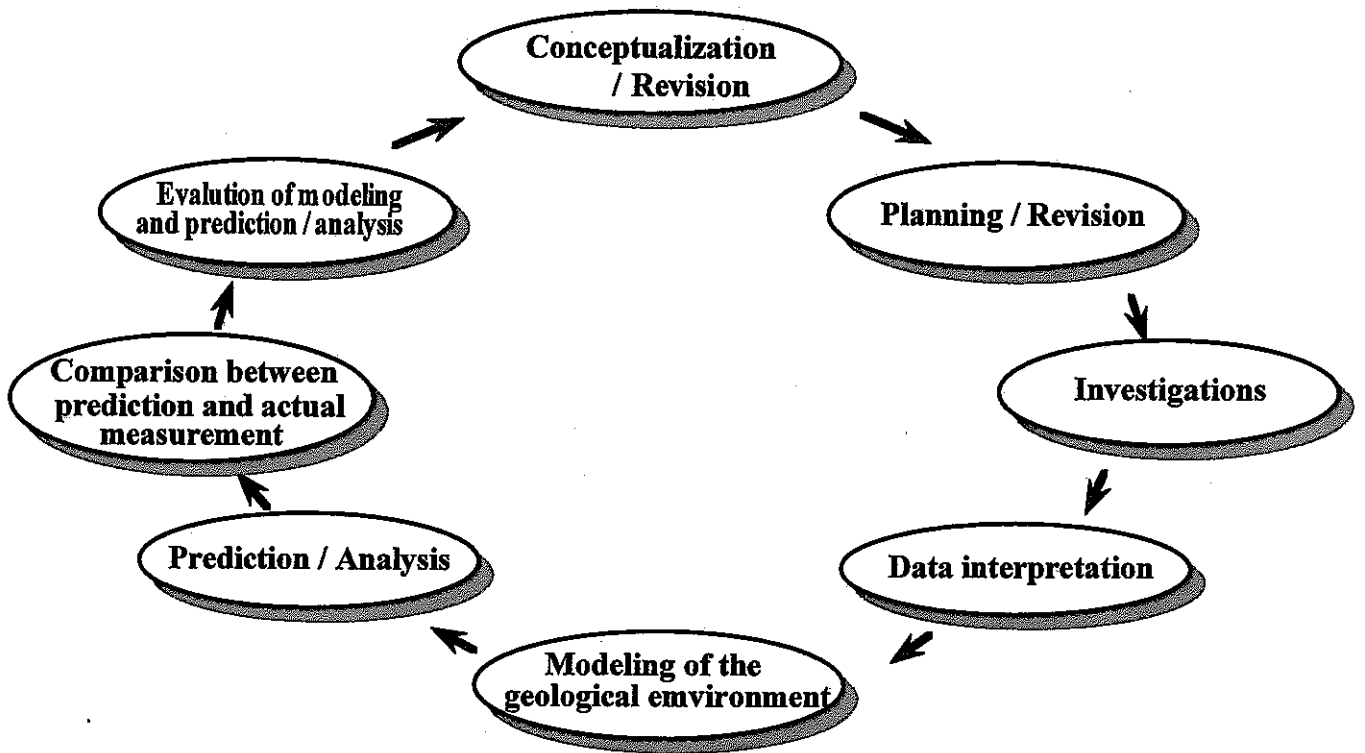 Conceptualization
/ Revision
Planning / Revision
Investigations
Data interpretation
Modeling of the
geological emvironment
Prediction / Analysis
Comparison between
prediction and actual
measurement
Evalution of modeling
and prediction / analysis